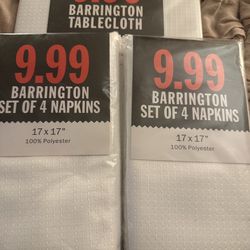 BARRINGTON
TABLECLOTH
9.99
BARRINGTON
SET OF 4 NAPKINS
17 x 17"
100% Polyester
9.99
BARRINGTON
SET OF 4 NAPKINS
17 x 17"
100% Polyester